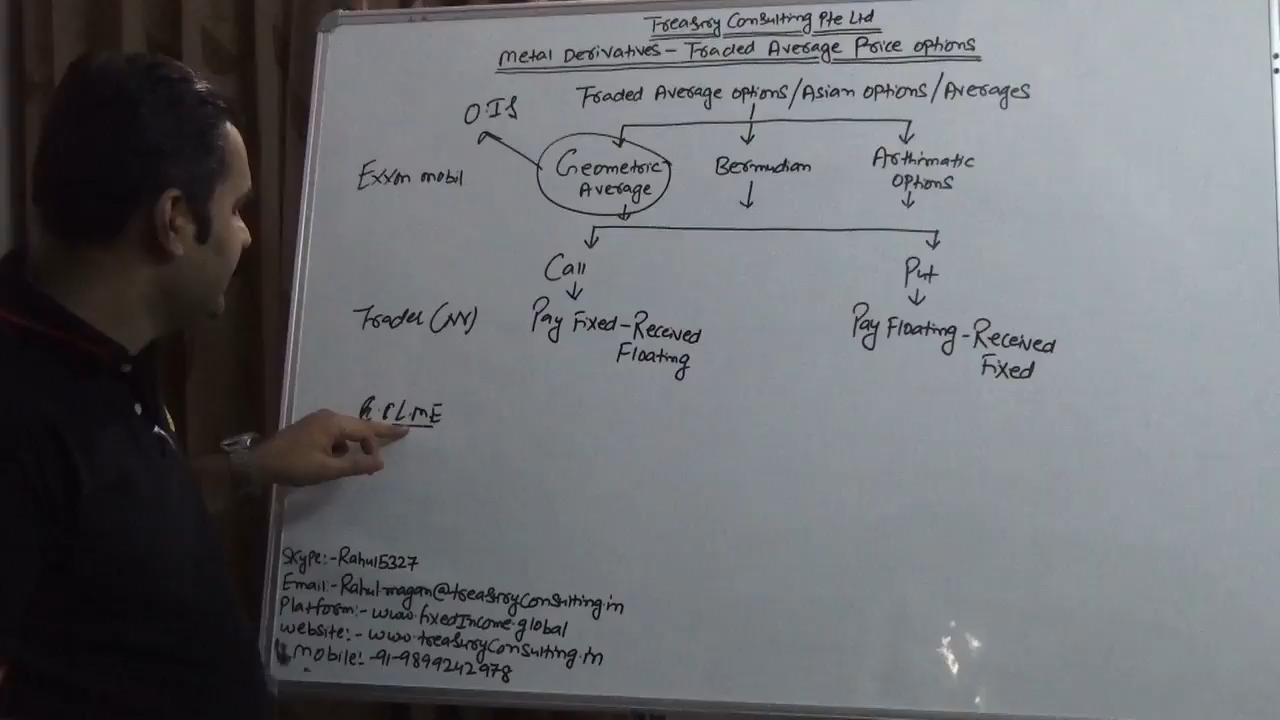 Treasury Consulting Pte Ltd
Metal Derivatives - Traded Average Price options
Traded Average options/Asian options/Averages
O.I.S
Geometric
Average
Bermudian
Arthimatic
options
Exxon mobil
Call
Put
Trader (NY)
Pay Fixed-Received
Floating
Pay Floating-Received
Fixed
L.M.E
Skype:-Rahul5327
Email:-Rahul.magan@treasuryconsulting.in
Platform:-www.fixedIncome.global
website:-www.treasuryconsulting.in
Mobile:-91-9899242978